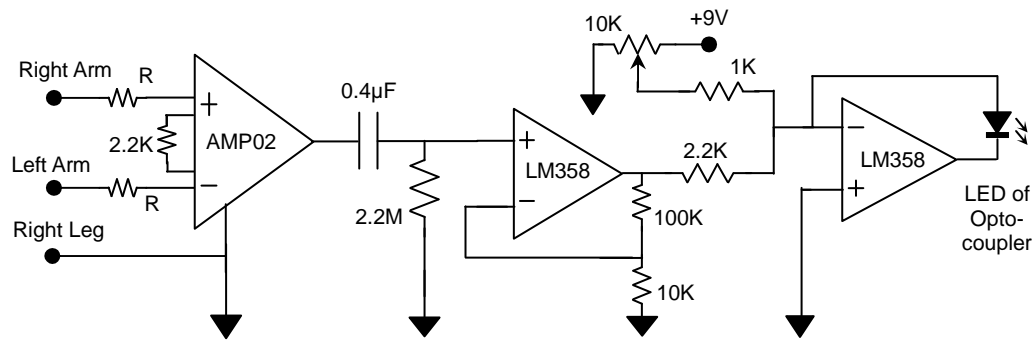 Right Arm
R
+
2.2K
AMP02
−
Left Arm
R
Right Leg
0.4µF
2.2M
+
LM358
−
100K
10K
10K
+9V
1K
2.2K
−
LM358
+
LED of
Opto-
coupler